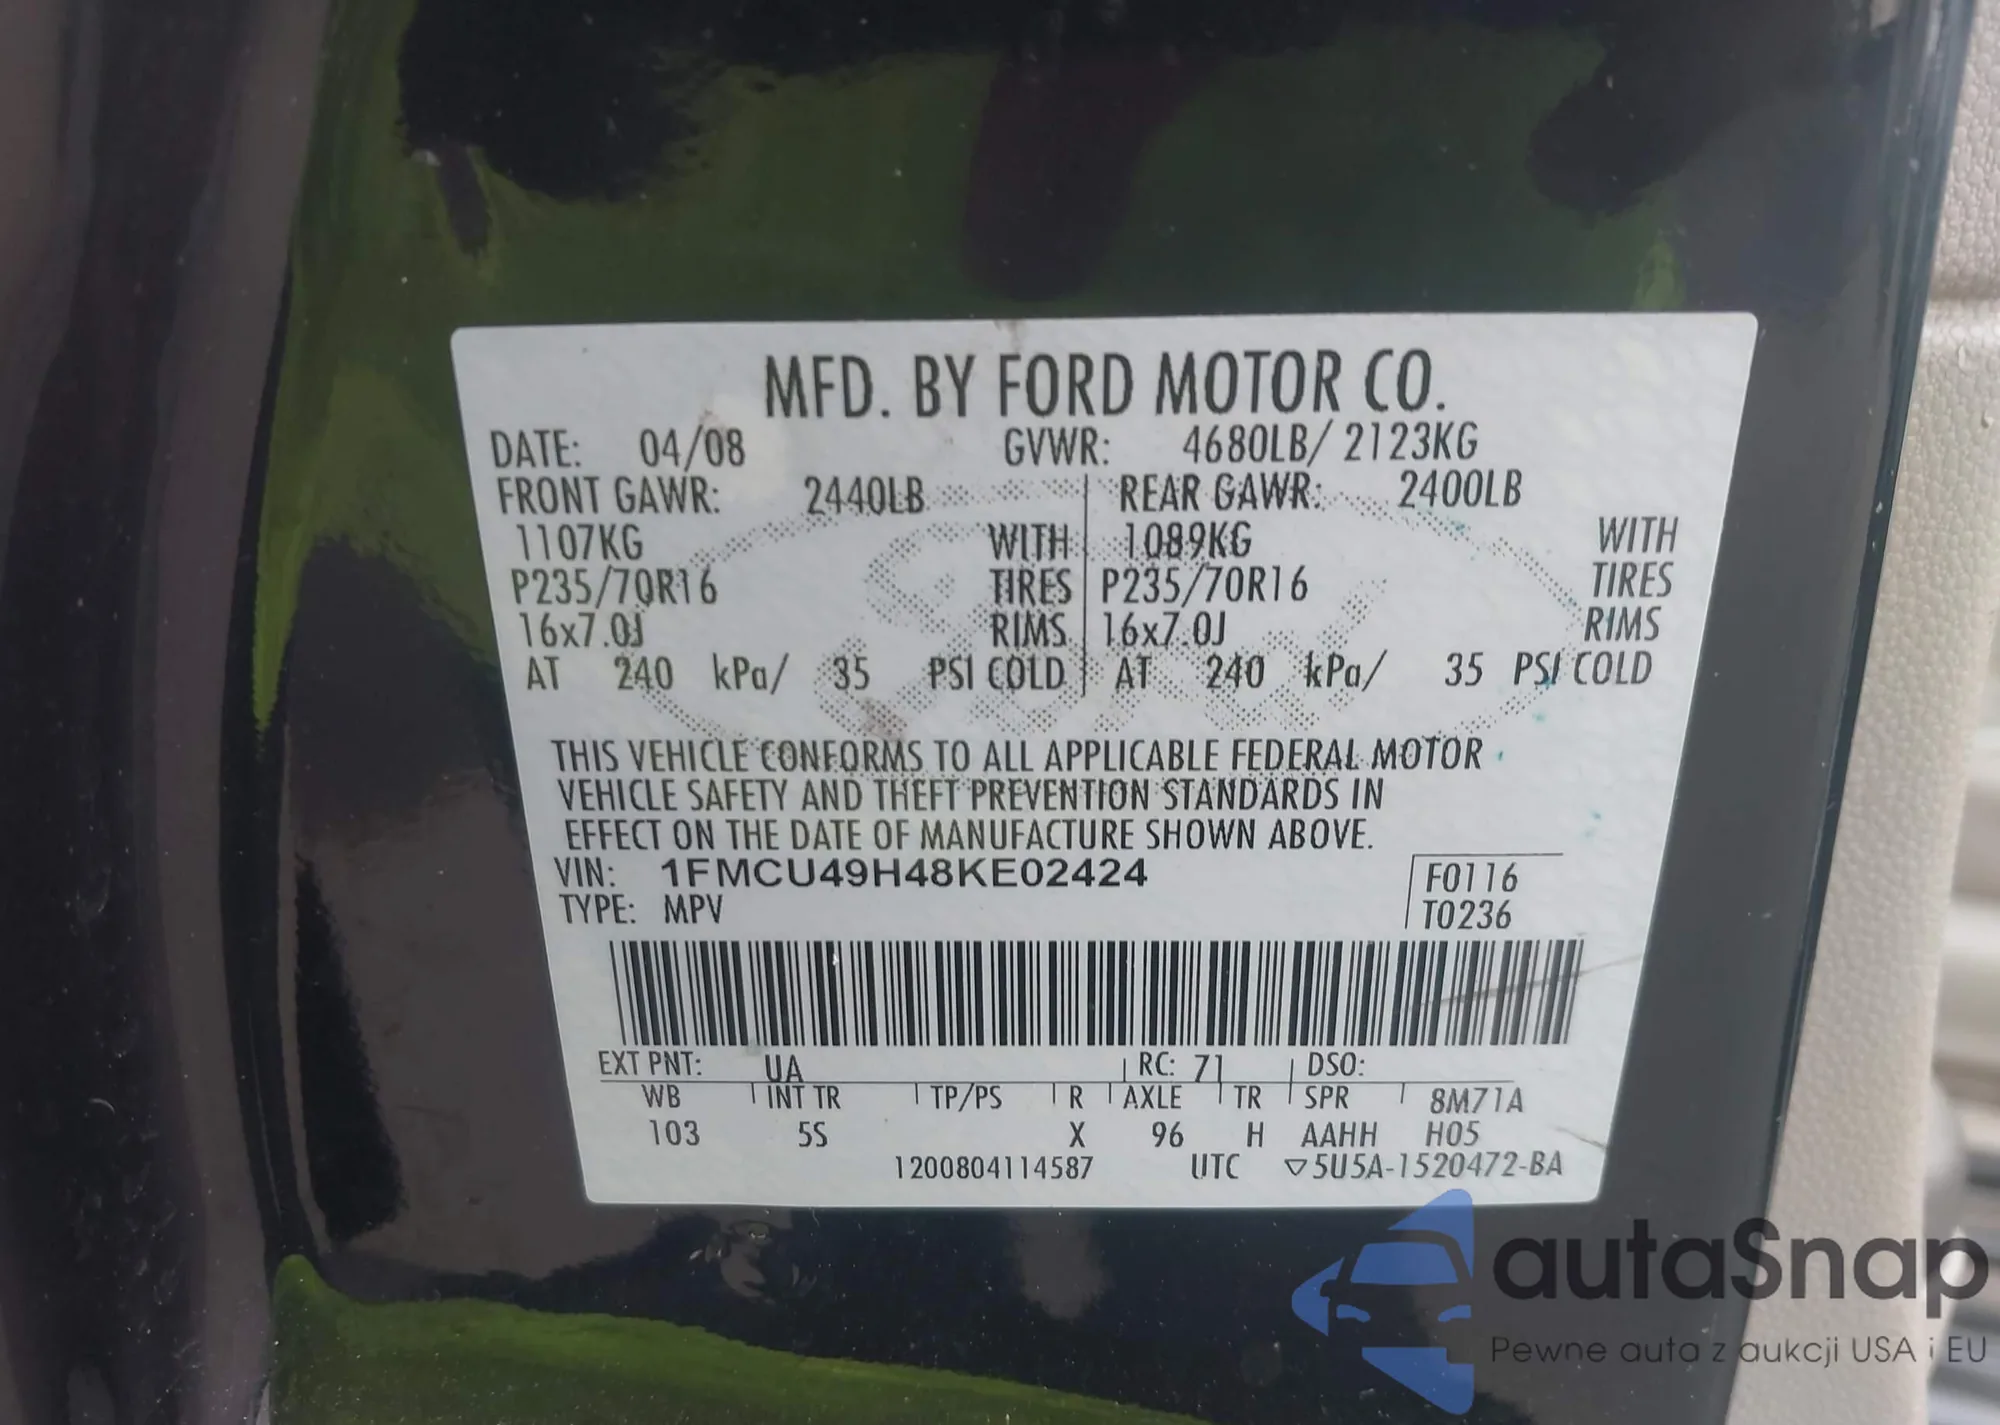 MFD. BY FORD MOTOR CO.
DATE: 04/08 GVWR: 4680LB/ 2123KG
FRONT GAWR: 2440LB REAR GAWR: 2400LB
1107KG WITH 1089KG WITH
P235/70R16 TIRES P235/70R16 TIRES
16x7.0J RIMS 16x7.0J RIMS
AT 240 kPa/ 35 PSI COLD AT 240 kPa/ 35 PSI COLD
THIS VEHICLE CONFORMS TO ALL APPLICABLE FEDERAL MOTOR
VEHICLE SAFETY AND THEFT PREVENTION STANDARDS IN
EFFECT ON THE DATE OF MANUFACTURE SHOWN ABOVE.
VIN: 1FMCU49H48KE02424 F0116
TYPE: MPV T0236
EXT PNT: UA RC: 71 DSO:
WB INT TR TP/PS R AXLE TR SPR 8M71A
103 5S X 96 H AAHH H05
1200804114587 UTC ▽5U5A-1520472-BA
autaSnap
Pewne auta z aukcji USA i EU